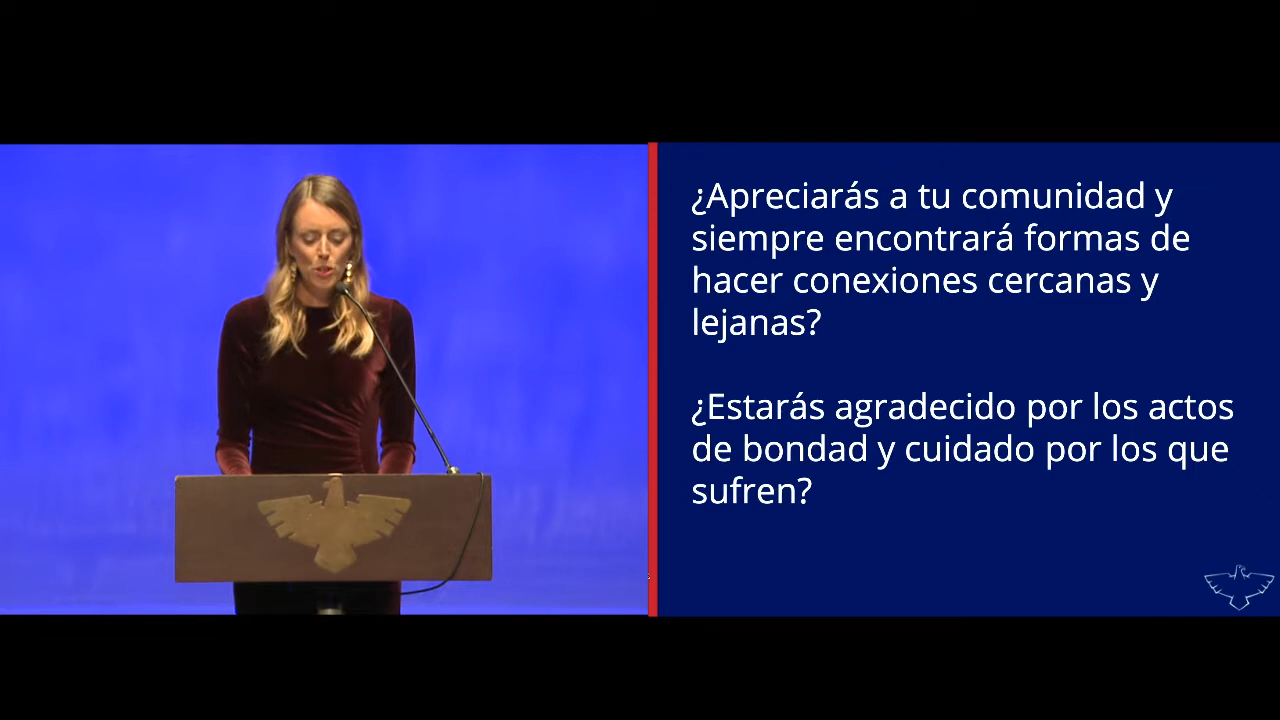 ¿Apreciarás a tu comunidad y
siempre encontrará formas de
hacer conexiones cercanas y
lejanas?
¿Estarás agradecido por los actos
de bondad y cuidado por los que
sufren?